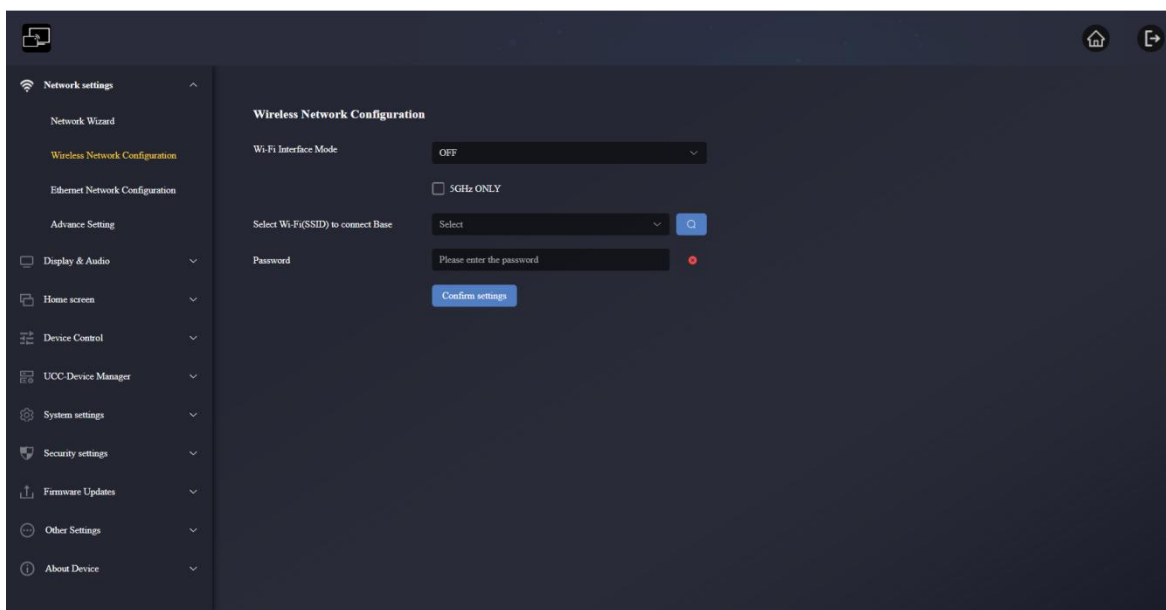 Network settings
Network Wizard
Wireless Network Configuration
Ethernet Network Configuration
Advance Setting
Display & Audio
Home screen
Device Control
UCC-Device Manager
System settings
Security settings
Firmware Updates
Other Settings
About Device
Wireless Network Configuration
Wi-Fi Interface Mode
OFF
5GHz ONLY
Select Wi-Fi(SSID) to connect Base
Select
Password
Please enter the password
Confirm settings